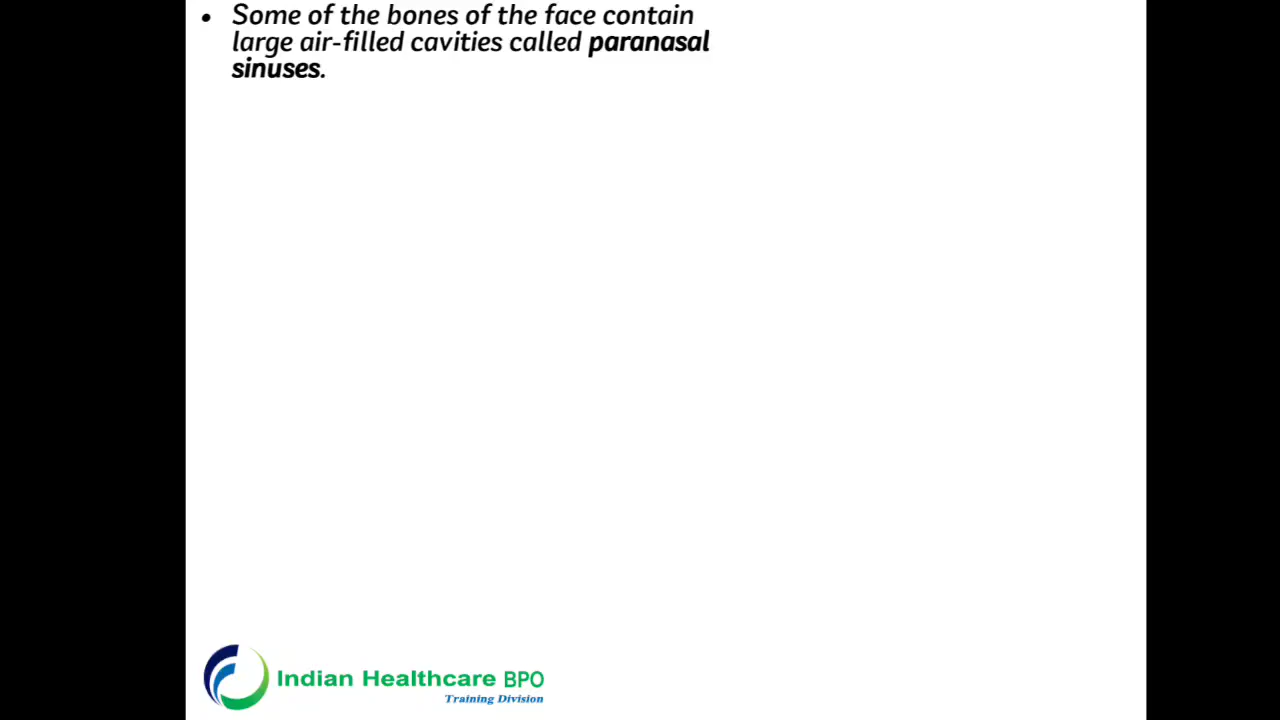 • Some of the bones of the face contain
large air-filled cavities called paranasal
sinuses.
Indian Healthcare BPO
Training Division